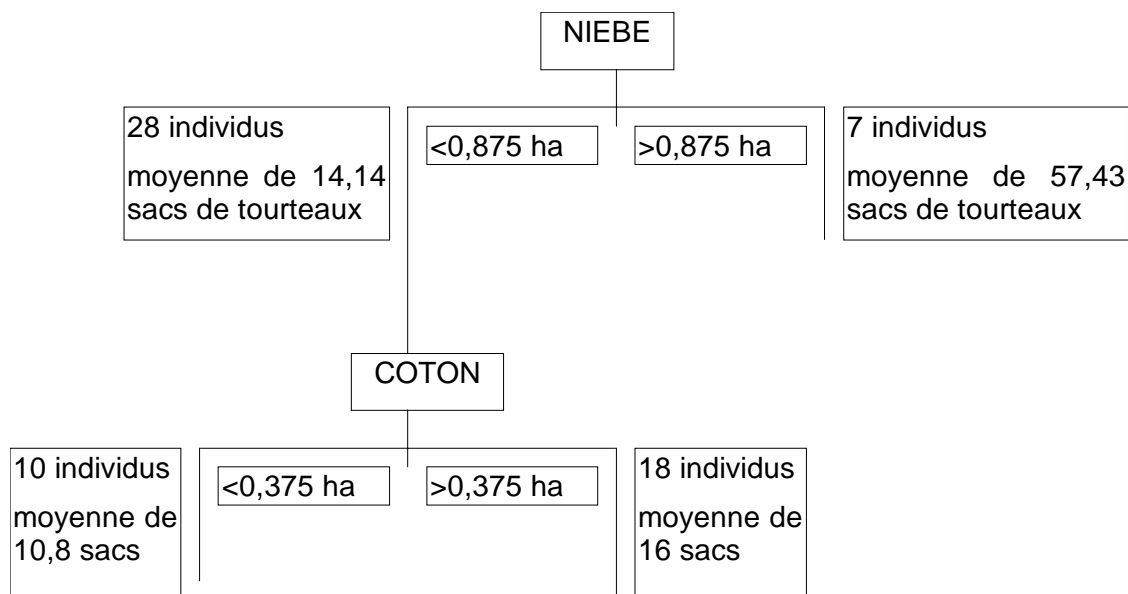 NIEBE
28 individus
moyenne de 14,14
sacs de tourteaux
<0,875 ha
>0,875 ha
7 individus
moyenne de 57,43
sacs de tourteaux
COTON
10 individus
moyenne de
10,8 sacs
<0,375 ha
>0,375 ha
18 individus
moyenne de
16 sacs